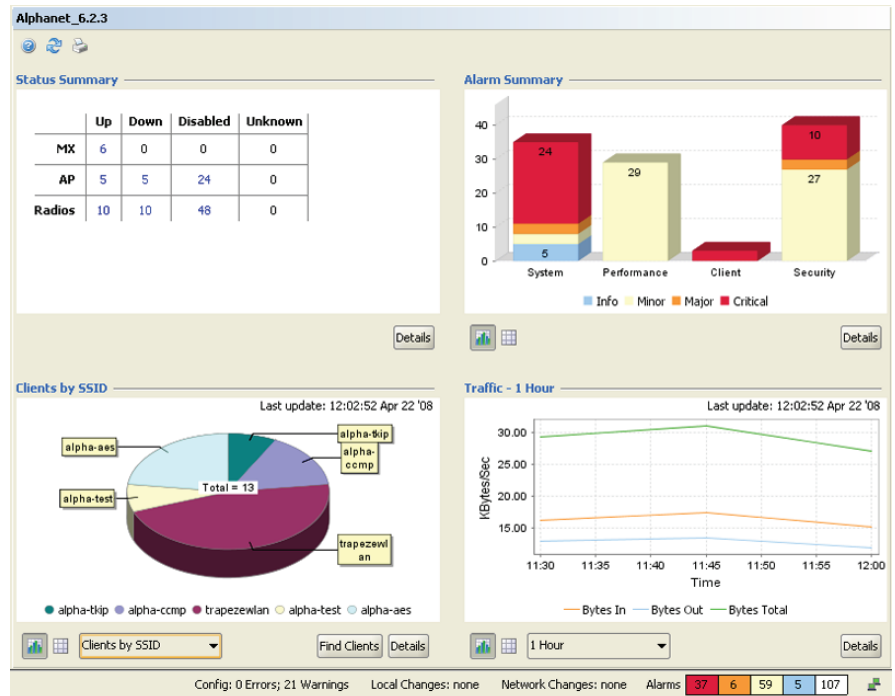 Alphanet_6.2.3
Status Summary
Up Down Disabled Unknown
MX 6 0 0 0
AP 5 5 24 0
Radios 10 10 48 0
Details
Alarm Summary
40
30
20
10
0
24
5
29
10
27
System Performance Client Security
Info Minor Major Critical
Details
Clients by SSID
Last update: 12:02:52 Apr 22 '08
alpha-aes
alpha-test
Total = 13
alpha-tkip
alpha-
ccmp
trapezewl
an
alpha-tkip alpha-ccmp trapezewlan alpha-test alpha-aes
Clients by SSID Find Clients Details
Traffic - 1 Hour
Last update: 12:02:52 Apr 22 '08
KBytes/Sec
30.00
25.00
20.00
15.00
11:30 11:35 11:40 11:45 11:50 11:55 12:00
Time
Bytes In Bytes Out Bytes Total
1 Hour Details
Config: 0 Errors; 21 Warnings Local Changes: none Network Changes: none Alarms 37 6 59 5 107